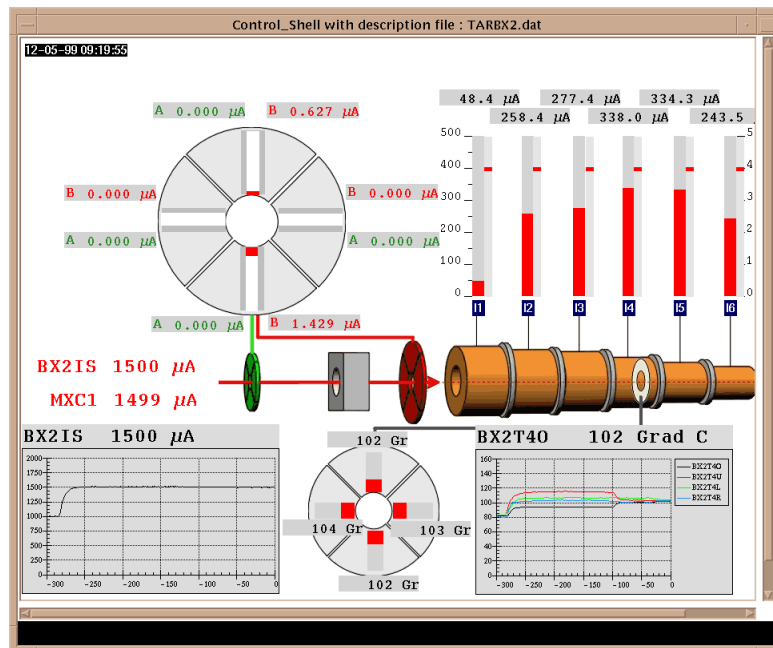 Control_Shell with description file : TARBX2.dat
12-05-99 09:19:55
48.4 µA 277.4 µA 334.3 µA
258.4 µA 338.0 µA 243.5
A 0.000 µA B 0.627 µA
500 5
400 4
B 0.000 µA B 0.000 µA
300 .3
A 0.000 µA A 0.000 µA
200 .2
100 .1
0 0.
I1 I2 I3 I4 I5 I6
A 0.000 µA B 1.429 µA
BX2IS 1500 µA
MXC1 1499 µA
BX2IS 1500 µA
102 Gr
BX2T4O 102 Grad C
2000
1750
1500
1250
1000
750
500
250
0
-300 -250 -200 -150 -100 -50 0
104 Gr 103 Gr
102 Gr
160
140
120
100
80
60
40
20
0
-300 -250 -200 -150 -100 -50 0
BX2T4O
BX2T4U
BX2T4L
BX2T4R